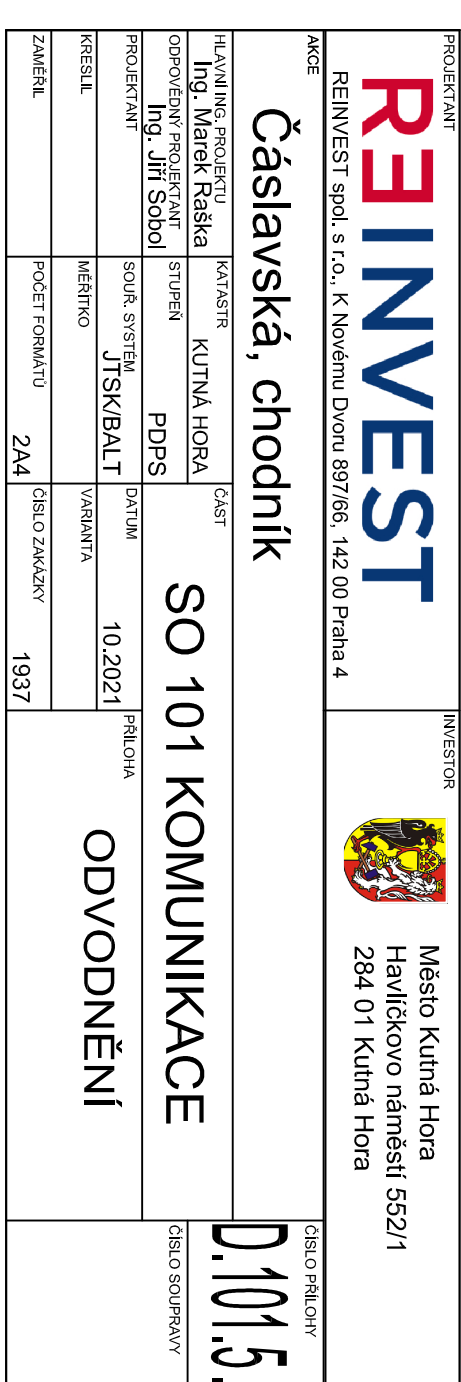 PROJEKTANT
REINVEST
REINVEST spol. s r.o., K Novému Dvoru 897/66, 142 00 Praha 4
INVESTOR
Město Kutná Hora
Havlíčkovo náměstí 552/1
284 01 Kutná Hora
AKCE
Čáslavská, chodník
HLAVNÍ ING. PROJEKTU
Ing. Marek Raška
KATASTR
KUTNÁ HORA
ČÁST
SO 101 KOMUNIKACE
ČÍSLO PŘÍLOHY
D.101.5.
ODPOVĚDNÝ PROJEKTANT
Ing. Jiří Sobol
STUPEŇ
PDPS
ČÍSLO SOUPRAVY
PROJEKTANT
SOUŘ. SYSTÉM
JTSK/BALT
DATUM
10.2021
PŘÍLOHA
ODVODNĚNÍ
KRESLIL
MĚŘÍTKO
VARIANTA
ZAMĚŘIL
POČET FORMÁTŮ
2A4
ČÍSLO ZAKÁZKY
1937